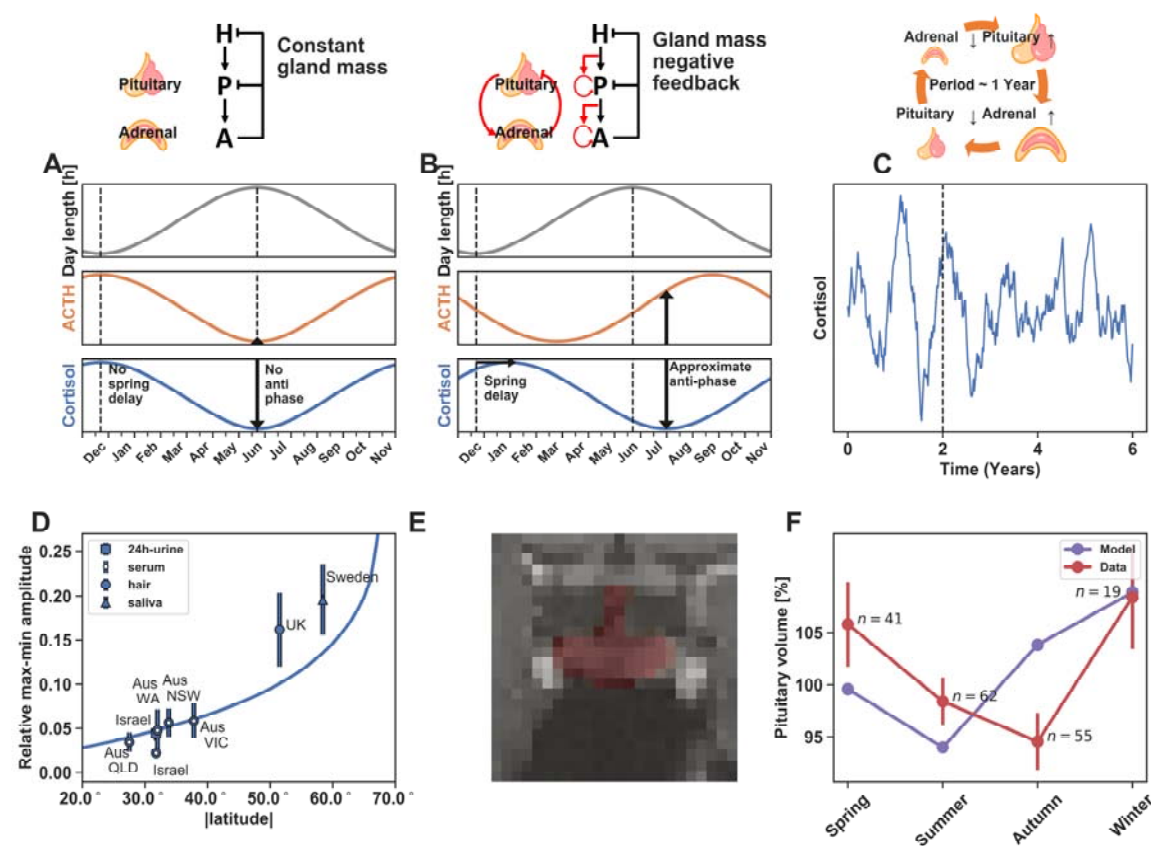 H
P
A
Constant
gland mass
Pituitary
Adrenal
H
P
A
Gland mass
negative
feedback
Pituitary
Adrenal
Adrenal ↓ Pituitary ↑
Period ~ 1 Year
Pituitary ↓ Adrenal ↑
A
Day length [h]
ACTH
Cortisol
No
spring
delay
No
anti
phase
Dec Jan Feb Mar Apr May Jun Jul Aug Sep Oct Nov
B
Day length [h]
ACTH
Cortisol
Spring
delay
Approximate
anti-phase
Dec Jan Feb Mar Apr May Jun Jul Aug Sep Oct Nov
C
Cortisol
0 2 4 6
Time (Years)
D
Relative max-min amplitude
0.25
0.20
0.15
0.10
0.05
0.00
24h-urine
serum
hair
saliva
Sweden
UK
Aus
WA
Aus
NSW
Israel
Aus
VIC
Aus
QLD
Israel
20.0° 30.0° 40.0° 50.0° 60.0° 70.0°
|latitude|
E
F
Pituitary volume [%]
105
100
95
Model
Data
n = 41
n = 62
n = 55
n = 19
Spring Summer Autumn Winter